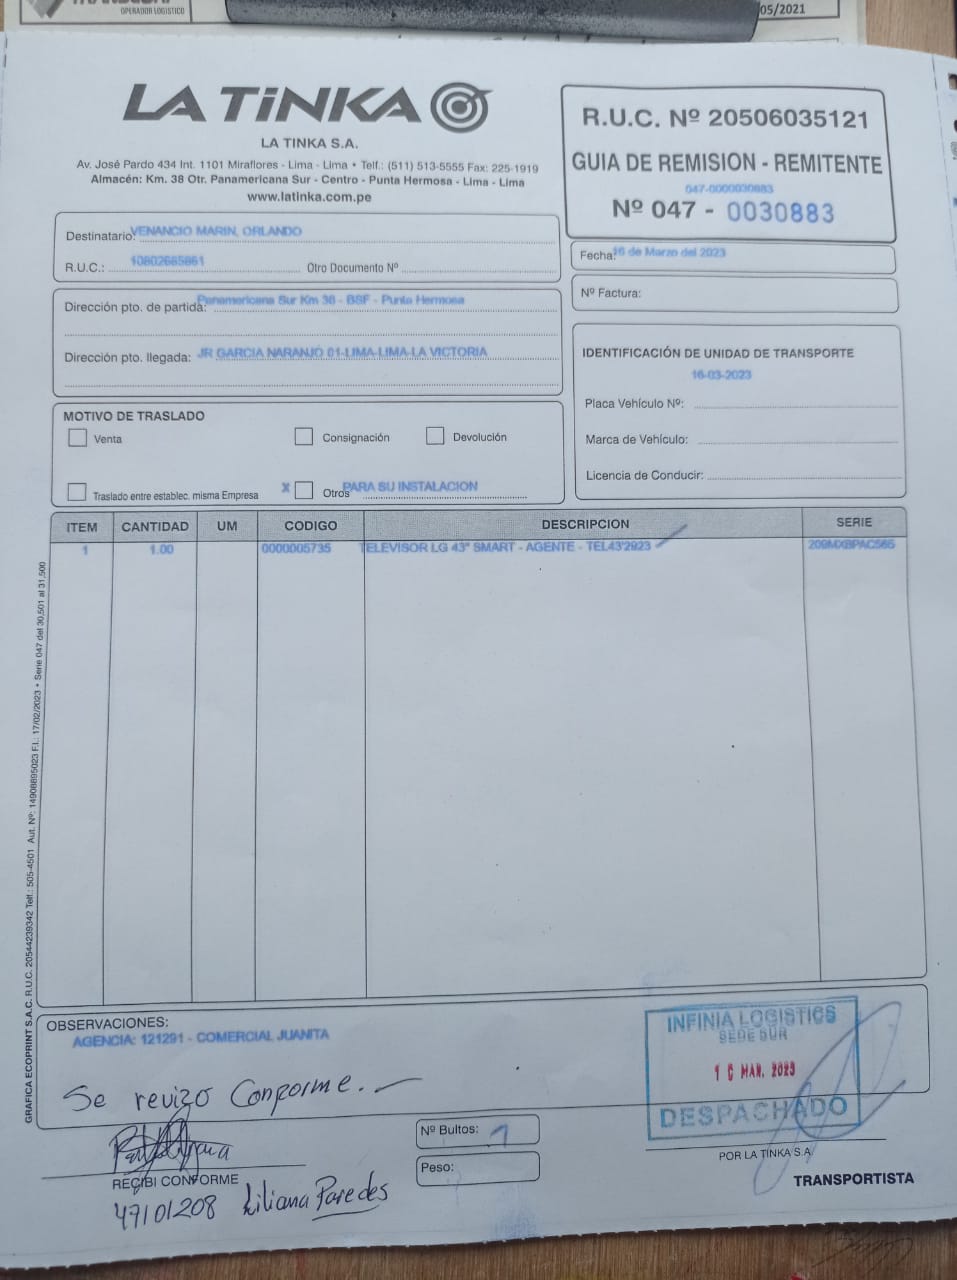 OPERADOR LOGISTICO
05/2021
LA TiNKA
LA TINKA S.A.
Av. José Pardo 434 Int. 1101 Miraflores - Lima - Lima • Telf.: (511) 513-5555 Fax: 225-1919
Almacén: Km. 38 Otr. Panamericana Sur - Centro - Punta Hermosa - Lima - Lima
www.latinka.com.pe
R.U.C. Nº 20506035121
GUIA DE REMISION - REMITENTE
047-0000030883
Nº 047 - 0030883
Destinatario: VENANCIO MARIN, ORLANDO
R.U.C.: 10802665861 Otro Documento Nº
Fecha: 16 de Marzo del 2023
Nº Factura:
Dirección pto. de partida: Panamericana Sur Km 38 - BSF - Punta Hermosa
Dirección pto. llegada: JR GARCIA NARANJO 01-LIMA-LIMA-LA VICTORIA
IDENTIFICACIÓN DE UNIDAD DE TRANSPORTE
16-03-2023
Placa Vehículo Nº:
Marca de Vehículo:
Licencia de Conducir:
MOTIVO DE TRASLADO
Venta Consignación Devolución
Traslado entre establec. misma Empresa X Otros PARA SU INSTALACION
ITEM CANTIDAD UM CODIGO DESCRIPCION SERIE
1 1.00 0000005735 TELEVISOR LG 43" SMART - AGENTE - TEL43'2923 209MXBPAC565
GRAFICA ECOPRINT S.A.C. R.U.C. 20544239342 Telf.: 505-4501 Aut. Nº: 14908895023 F.I.: 17/02/2023 • Serie 047 del 30,501 al 31,500
OBSERVACIONES:
AGENCIA: 121291 - COMERCIAL JUANITA
Se revizo Conforme.
INFINIA LOGISTICS
SEDE SUR
16 MAR. 2023
DESPACHADO
Nº Bultos: 1
Peso:
RECIBI CONFORME
47101208 Liliana Paredes
POR LA TINKA S.A.
TRANSPORTISTA